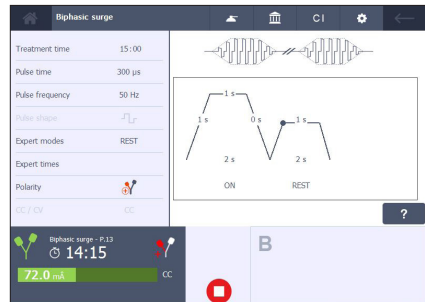 Biphasic surge
CI
Treatment time 15:00
Pulse time 300 µs
Pulse frequency 50 Hz
Pulse shape
Expert modes REST
Expert times
Polarity
CC / CV CC
1 s
1 s 0 s 1 s
2 s 2 s
ON REST
?
Biphasic surge - P.13
14:15
72.0 mA CC
B